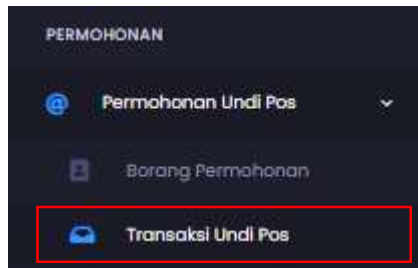 PERMOHONAN
Permohonan Undi Pos
Borang Permohonan
Transaksi Undi Pos